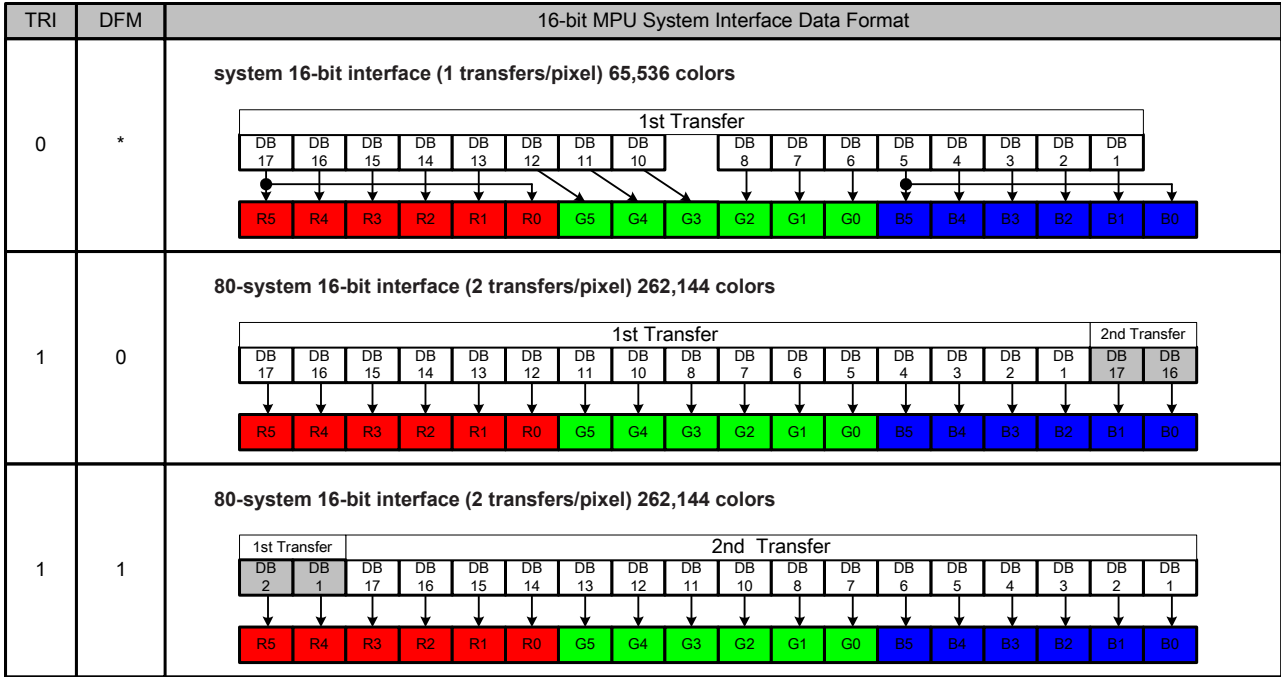 TRI DFM 16-bit MPU System Interface Data Format
system 16-bit interface (1 transfers/pixel) 65,536 colors
0 *
1st Transfer
DB 17 DB 16 DB 15 DB 14 DB 13 DB 12 DB 11 DB 10 DB 8 DB 7 DB 6 DB 5 DB 4 DB 3 DB 2 DB 1
R5 R4 R3 R2 R1 R0 G5 G4 G3 G2 G1 G0 B5 B4 B3 B2 B1 B0
80-system 16-bit interface (2 transfers/pixel) 262,144 colors
1 0
1st Transfer 2nd Transfer
DB 17 DB 16 DB 15 DB 14 DB 13 DB 12 DB 11 DB 10 DB 8 DB 7 DB 6 DB 5 DB 4 DB 3 DB 2 DB 1 DB 17 DB 16
R5 R4 R3 R2 R1 R0 G5 G4 G3 G2 G1 G0 B5 B4 B3 B2 B1 B0
80-system 16-bit interface (2 transfers/pixel) 262,144 colors
1 1
1st Transfer 2nd Transfer
DB 2 DB 1 DB 17 DB 16 DB 15 DB 14 DB 13 DB 12 DB 11 DB 10 DB 8 DB 7 DB 6 DB 5 DB 4 DB 3 DB 2 DB 1
R5 R4 R3 R2 R1 R0 G5 G4 G3 G2 G1 G0 B5 B4 B3 B2 B1 B0